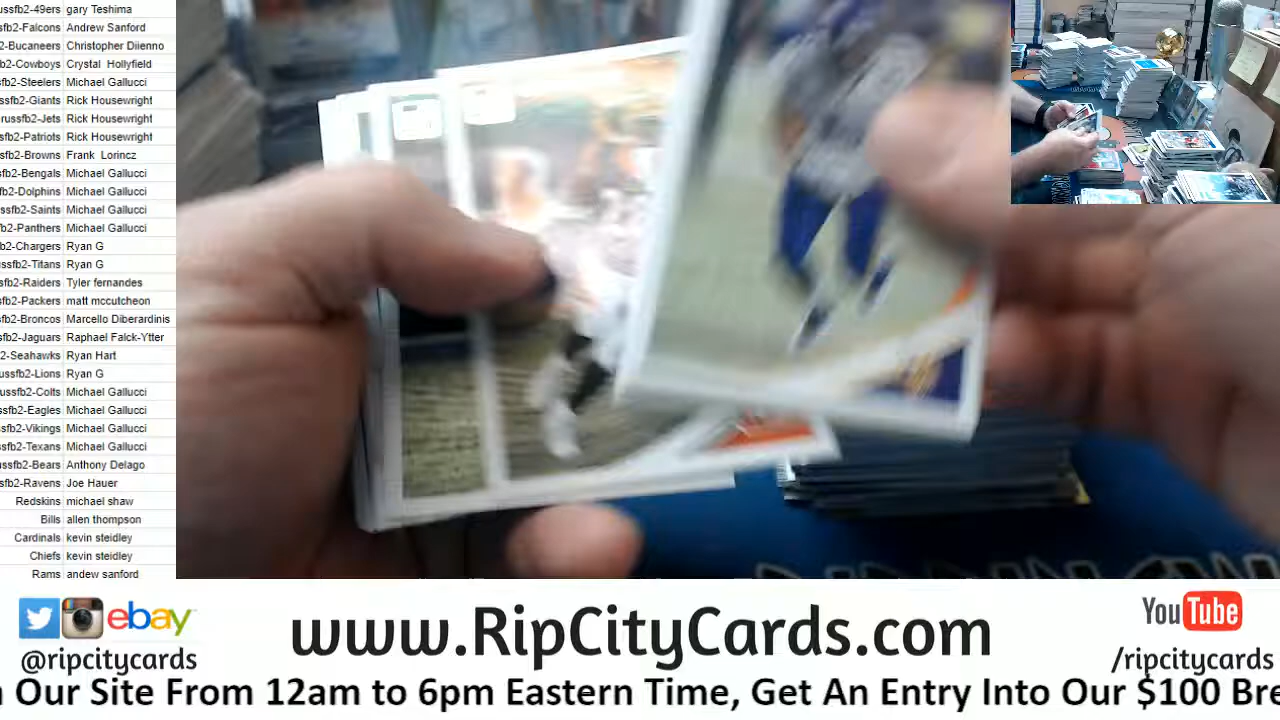 ussfb2-49ers gary Teshima
sfb2-Falcons Andrew Sanford
2-Bucaneers Christopher Diienno
fb2-Cowboys Crystal Hollyfield
sfb2-Steelers Michael Gallucci
ssfb2-Giants Rick Housewright
russfb2-Jets Rick Housewright
sfb2-Patriots Rick Housewright
ssfb2-Browns Frank Lorincz
sfb2-Bengals Michael Gallucci
sfb2-Dolphins Michael Gallucci
ssfb2-Saints Michael Gallucci
fb2-Panthers Michael Gallucci
b2-Chargers Ryan G
ussfb2-Titans Ryan G
sfb2-Raiders Tyler fernandes
fb2-Packers matt mccutcheon
fb2-Broncos Marcello Diberardinis
fb2-Jaguars Raphael Falck-Ytter
2-Seahawks Ryan Hart
ussfb2-Lions Ryan G
ussfb2-Colts Michael Gallucci
ssfb2-Eagles Michael Gallucci
sfb2-Vikings Michael Gallucci
ssfb2-Texans Michael Gallucci
ssfb2-Bears Anthony Delago
sfb2-Ravens Joe Hauer
Redskins michael shaw
Bills allen thompson
Cardinals kevin steidley
Chiefs kevin steidley
Rams andew sanford
ebay
@ripcitycards
www.RipCityCards.com
YouTube
/ripcitycards
n Our Site From 12am to 6pm Eastern Time, Get An Entry Into Our $100 Bre